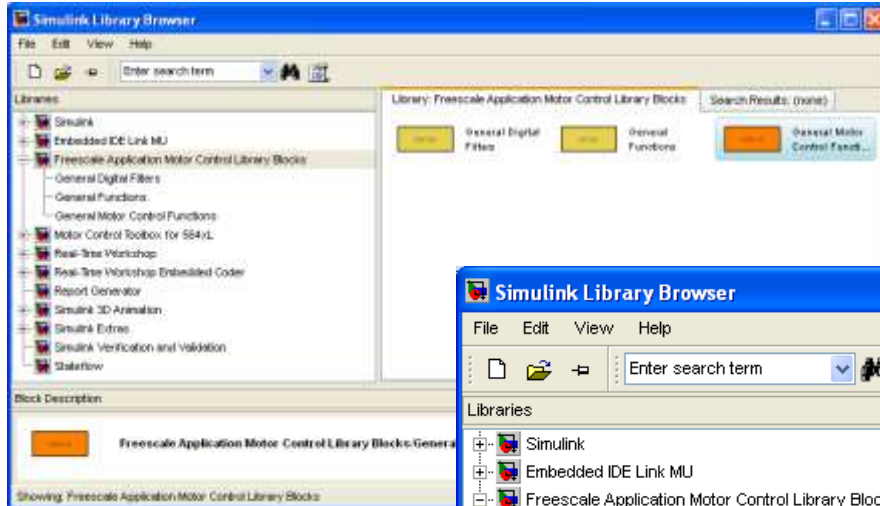 Simulink Library Browser
File Edit View Help
Enter search term
Libraries
Simulink
Embedded IDE Link MU
Freescale Application Motor Control Library Blocks
General Digital Filters
General Functions
General Motor Control Functions
Motor Control Toolbox for 564xL
Real-Time Workshop
Real-Time Workshop Embedded Coder
Report Generator
Simulink 3D Animation
Simulink Extras
Simulink Verification and Validation
Stateflow
Library: Freescale Application Motor Control Library Blocks
Search Results: (none)
General Digital
Filters
General
Functions
General Motor
Control Functi...
Block Description
Freescale Application Motor Control Library Blocks/Genera
Showing: Freescale Application Motor Control Library Blocks
Simulink Library Browser
File Edit View Help
Enter search term
Libraries
Simulink
Embedded IDE Link MU
Freescale Application Motor Control Library Bloc